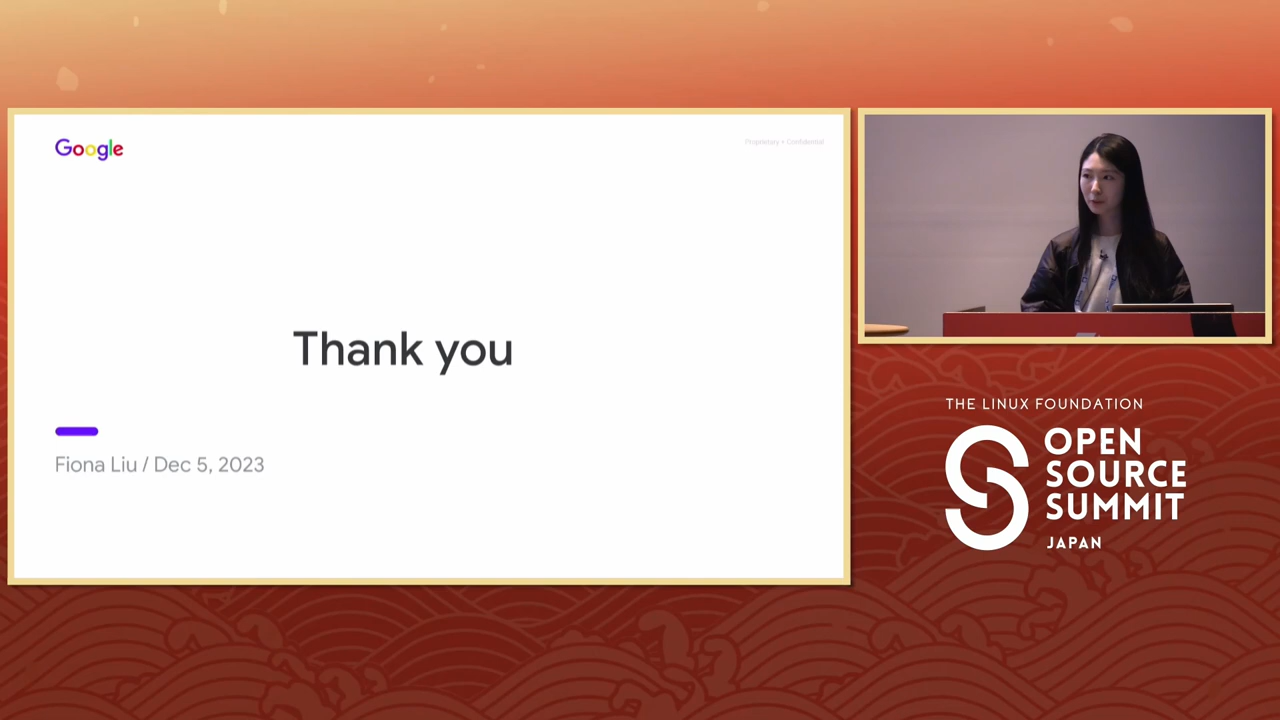 Google
Proprietary + Confidential
Thank you
Fiona Liu / Dec 5, 2023
THE LINUX FOUNDATION
OPEN
SOURCE
SUMMIT
JAPAN